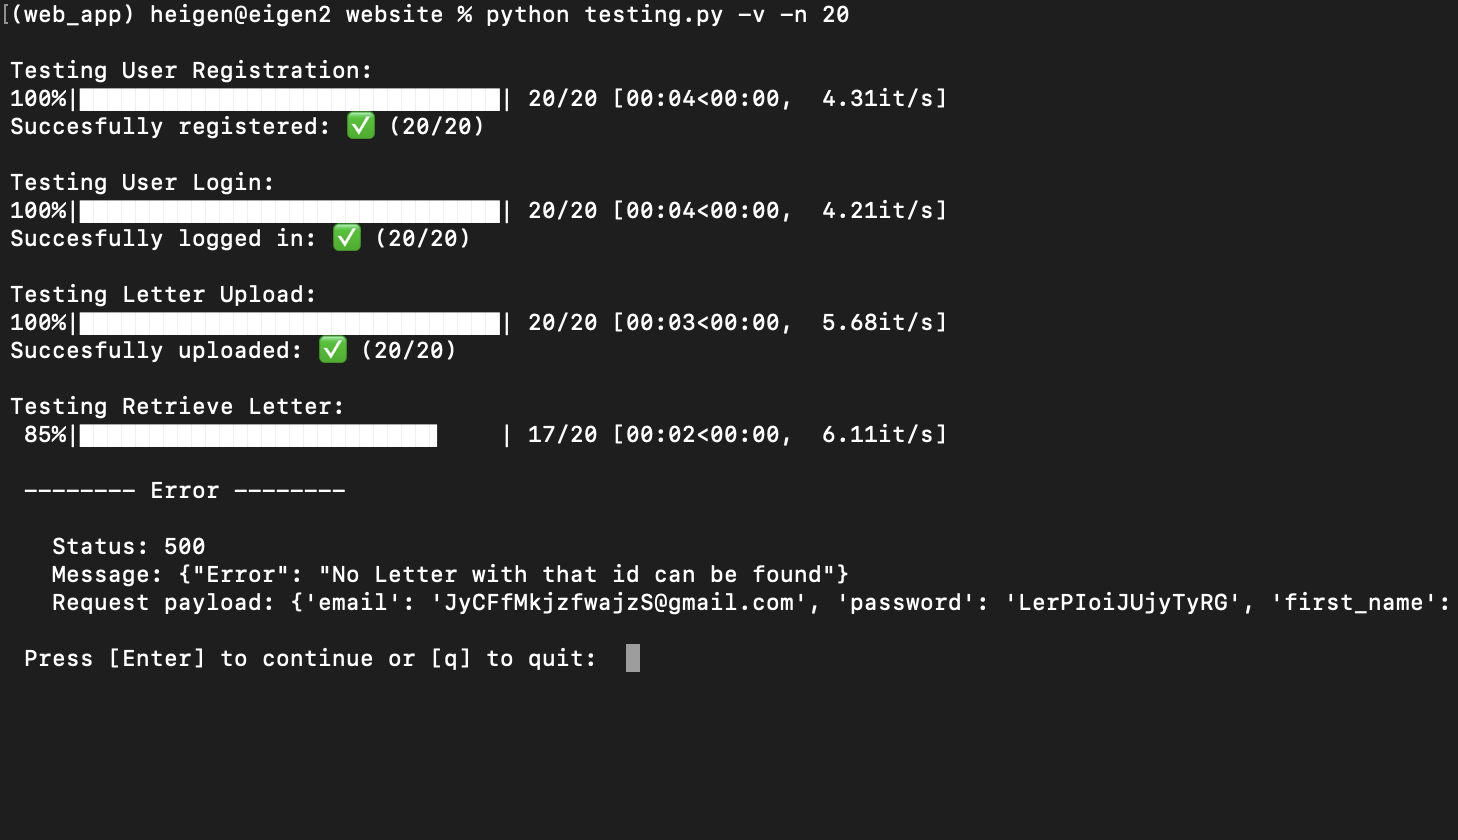 [(web_app) heigen@eigen2 website % python testing.py -v -n 20
Testing User Registration:
100%|██████████████████████████████| 20/20 [00:04<00:00,  4.31it/s]
Succesfully registered: ✅ (20/20)
Testing User Login:
100%|██████████████████████████████| 20/20 [00:04<00:00,  4.21it/s]
Succesfully logged in: ✅ (20/20)
Testing Letter Upload:
100%|██████████████████████████████| 20/20 [00:03<00:00,  5.68it/s]
Succesfully uploaded: ✅ (20/20)
Testing Retrieve Letter:
85%|█████████████████████████▌    | 17/20 [00:02<00:00,  6.11it/s]
-------- Error --------
Status: 500
Message: {"Error": "No Letter with that id can be found"}
Request payload: {'email': 'JyCFfMkjzfwajzS@gmail.com', 'password': 'LerPIoiJUjyTyRG', 'first_name':
Press [Enter] to continue or [q] to quit: